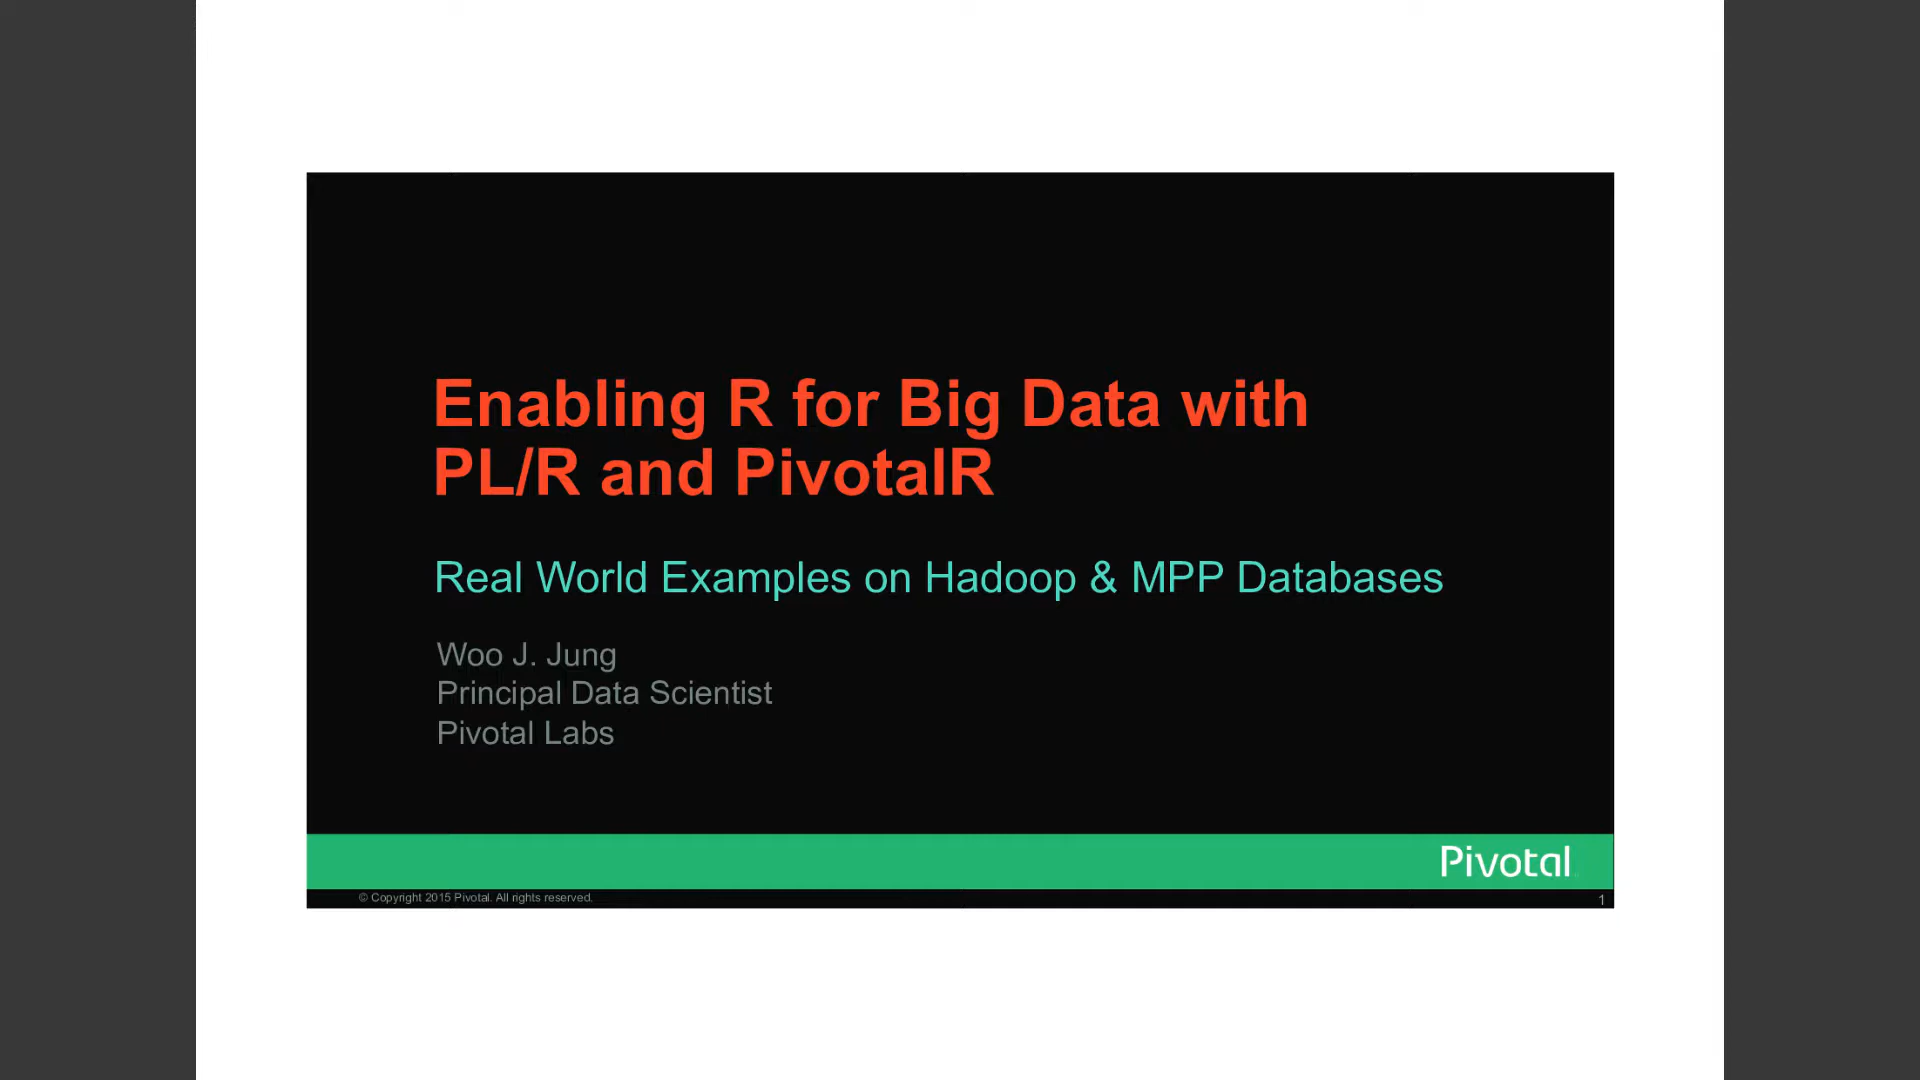 Enabling R for Big Data with
PL/R and PivotalR
Real World Examples on Hadoop & MPP Databases
Woo J. Jung
Principal Data Scientist
Pivotal Labs
Pivotal
© Copyright 2015 Pivotal. All rights reserved.
1